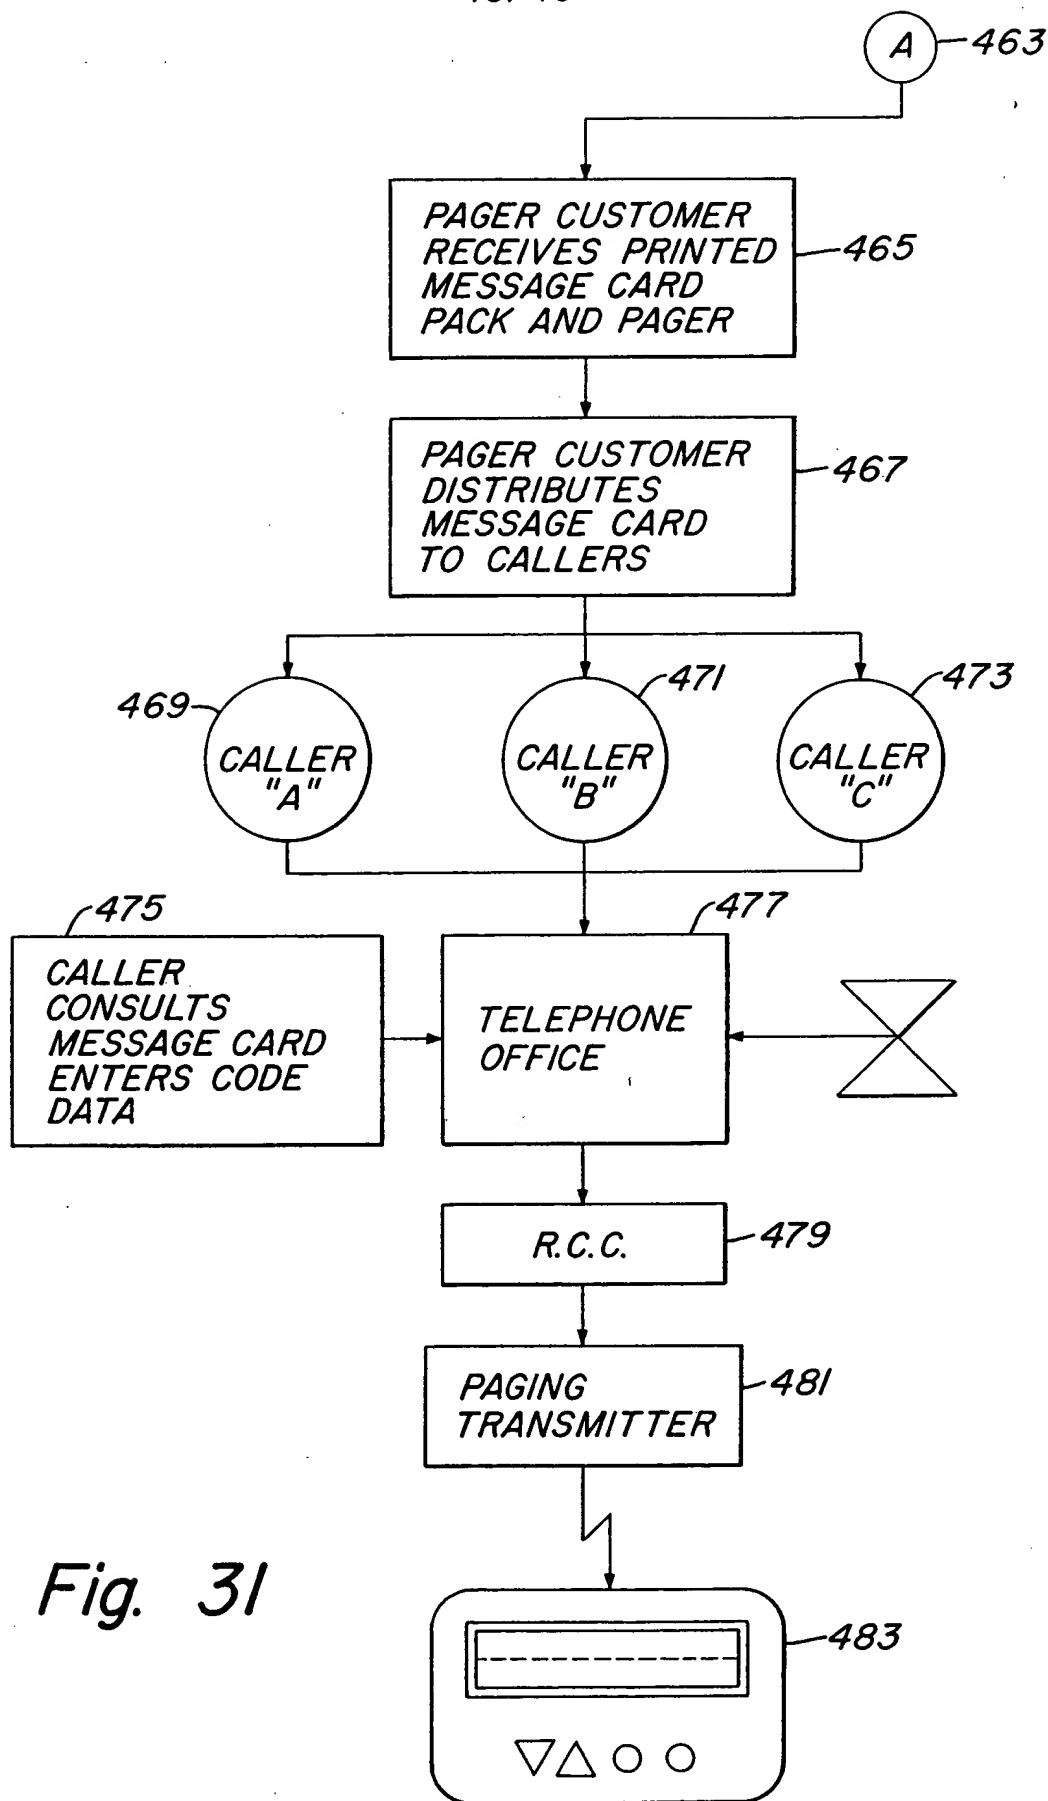 A
463
PAGER CUSTOMER
RECEIVES PRINTED
MESSAGE CARD
PACK AND PAGER
465
PAGER CUSTOMER
DISTRIBUTES
MESSAGE CARD
TO CALLERS
467
469
CALLER
"A"
471
CALLER
"B"
473
CALLER
"C"
475
CALLER
CONSULTS
MESSAGE CARD
ENTERS CODE
DATA
477
TELEPHONE
OFFICE
R.C.C.
479
PAGING
TRANSMITTER
481
Fig. 31
483